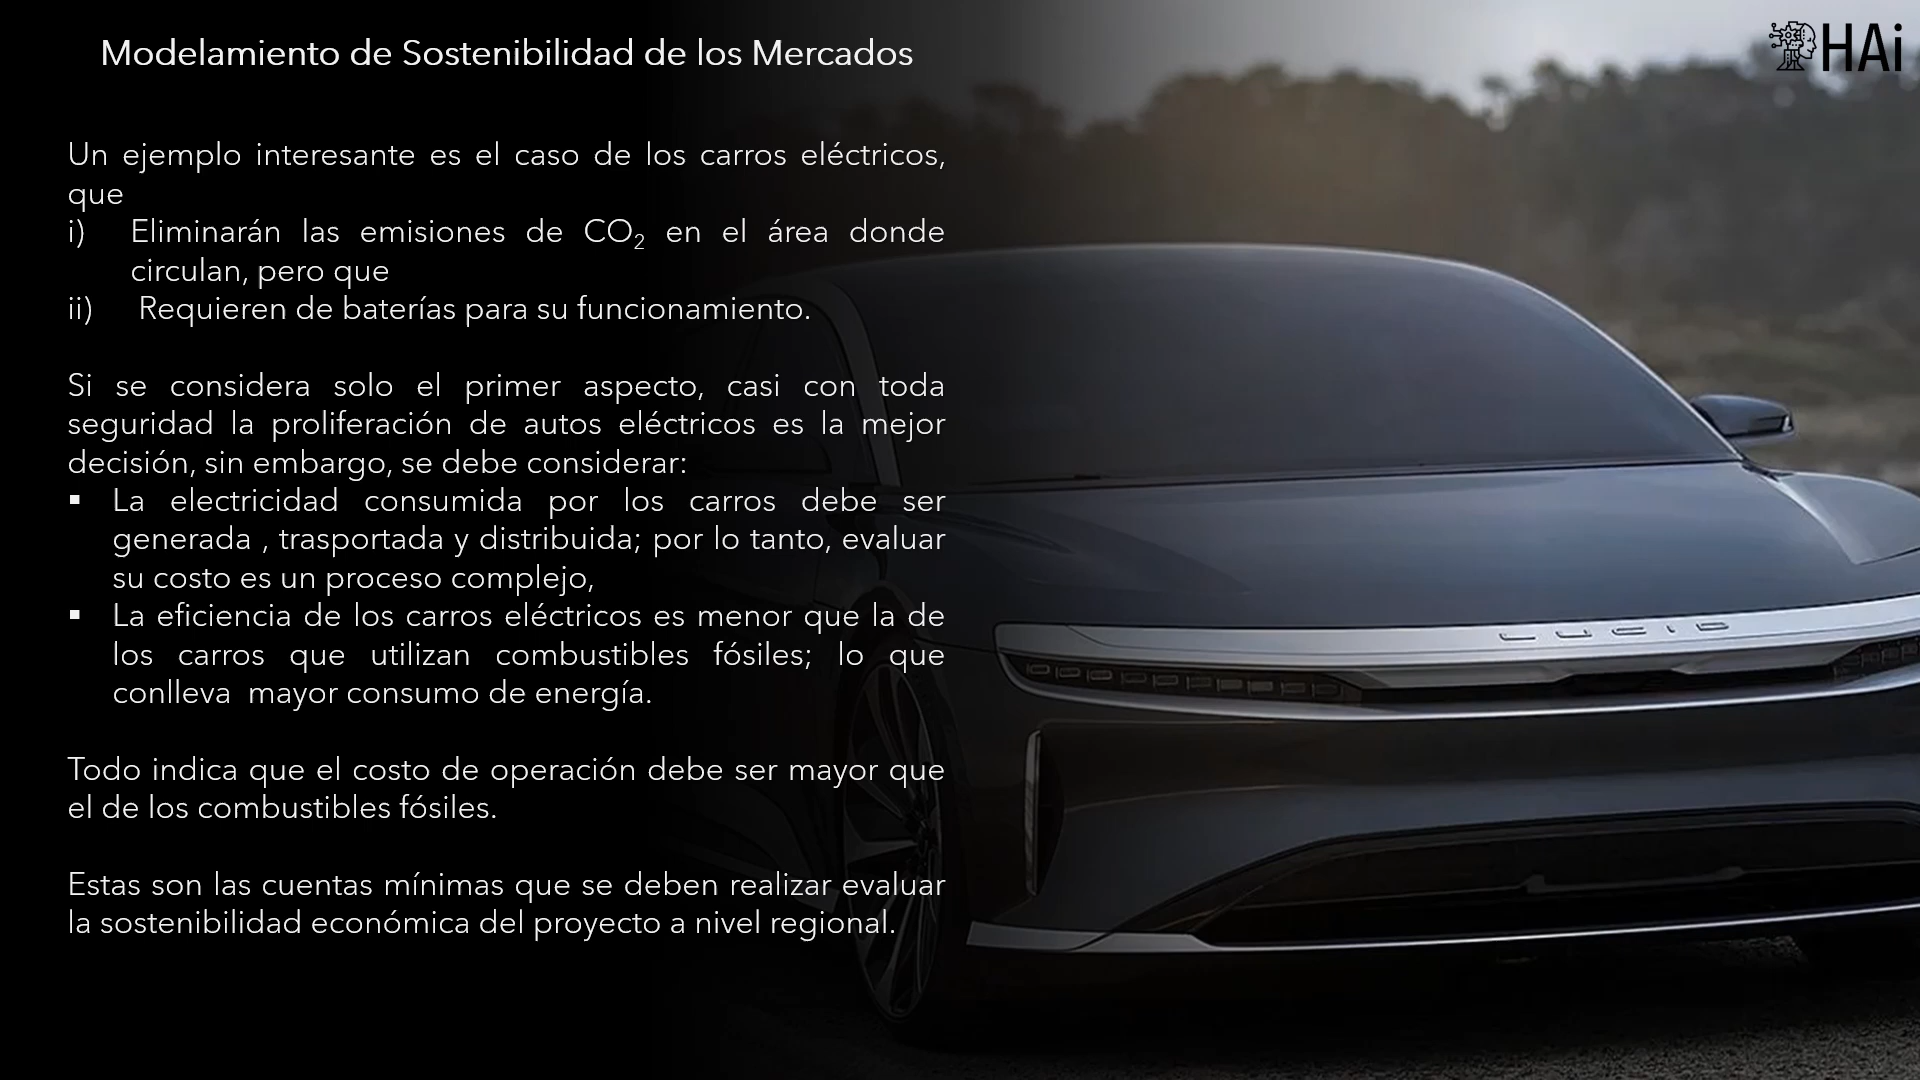 Modelamiento de Sostenibilidad de los Mercados
HAi
Un ejemplo interesante es el caso de los carros eléctricos,
que
i) Eliminarán las emisiones de CO₂ en el área donde
circulan, pero que
ii) Requieren de baterías para su funcionamiento.
Si se considera solo el primer aspecto, casi con toda
seguridad la proliferación de autos eléctricos es la mejor
decisión, sin embargo, se debe considerar:
▪ La electricidad consumida por los carros debe ser
generada , trasportada y distribuida; por lo tanto, evaluar
su costo es un proceso complejo,
▪ La eficiencia de los carros eléctricos es menor que la de
los carros que utilizan combustibles fósiles; lo que
conlleva mayor consumo de energía.
Todo indica que el costo de operación debe ser mayor que
el de los combustibles fósiles.
Estas son las cuentas mínimas que se deben realizar evaluar
la sostenibilidad económica del proyecto a nivel regional.
LUCID